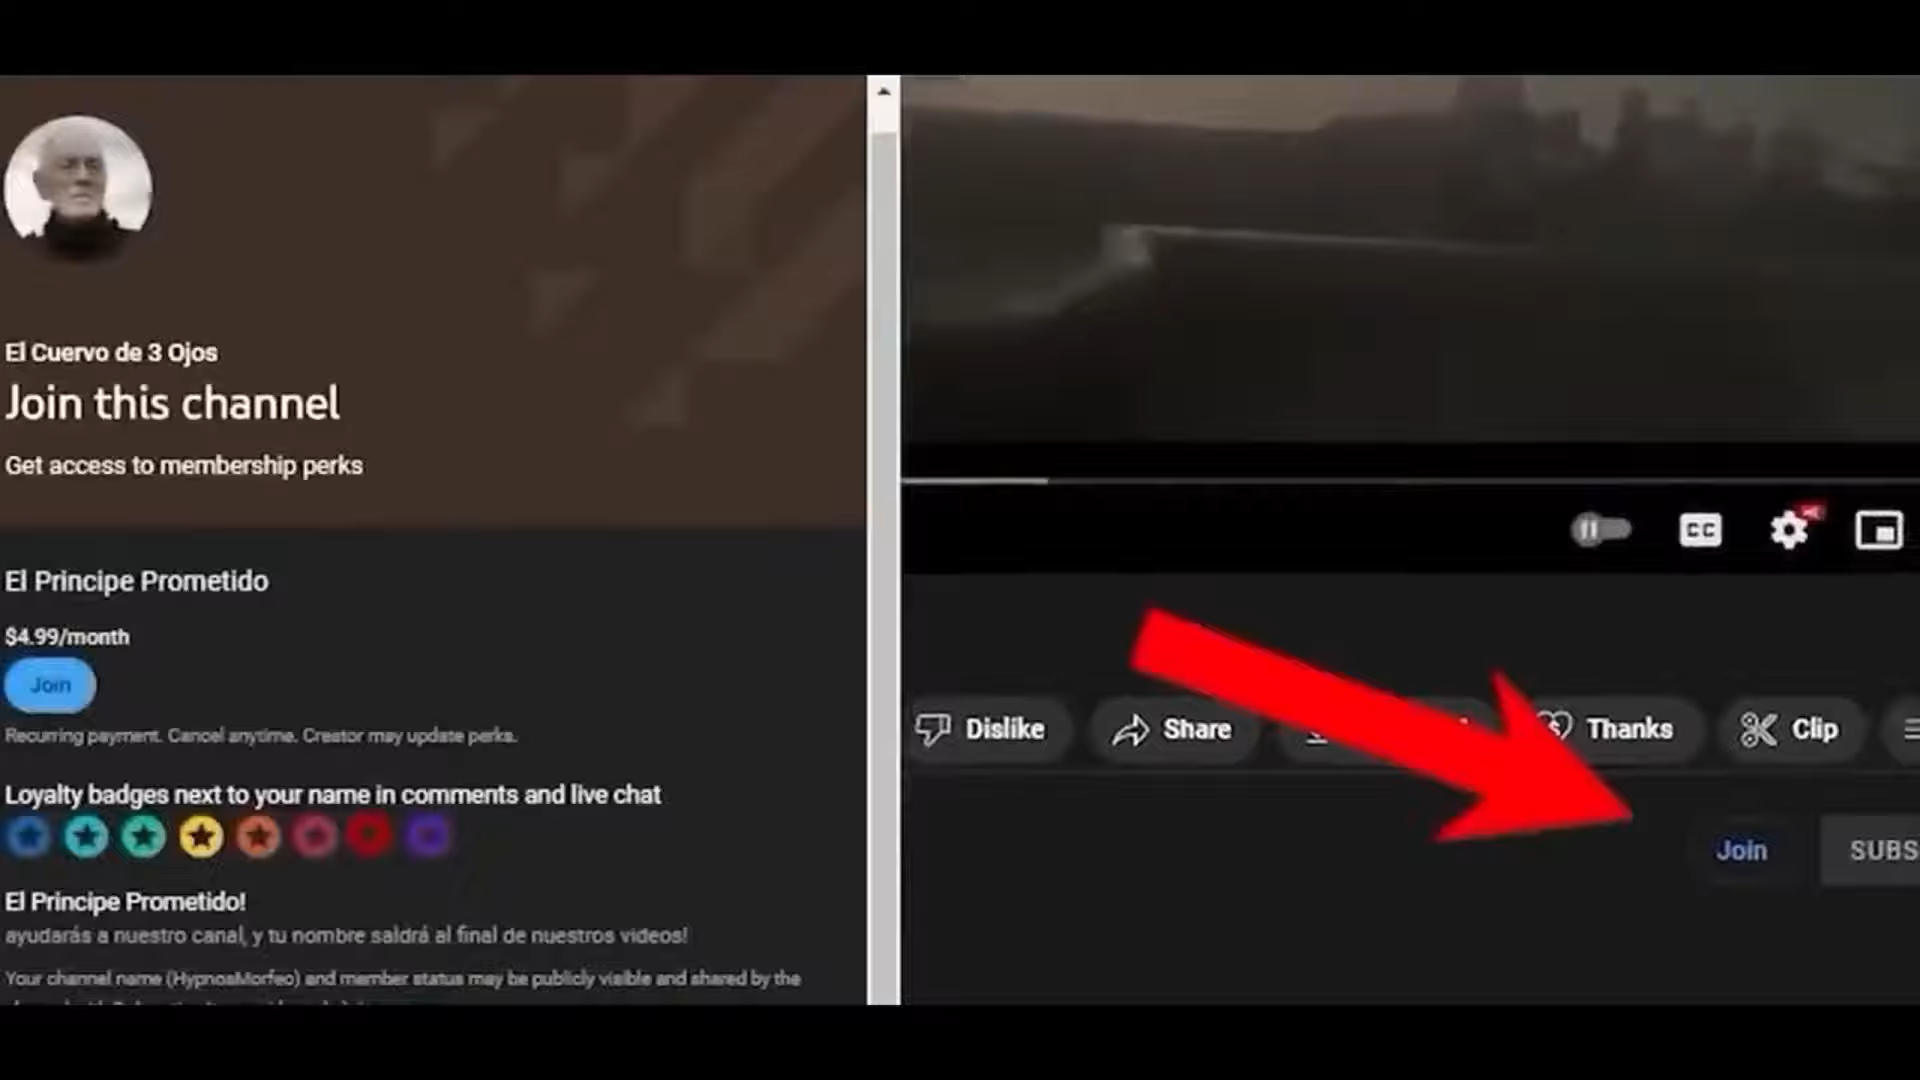 El Cuervo de 3 Ojos
Join this channel
Get access to membership perks
El Principe Prometido
$4.99/month
Join
Recurring payment. Cancel anytime. Creator may update perks.
Loyalty badges next to your name in comments and live chat
El Principe Prometido!
ayudarás a nuestro canal, y tu nombre saldrá al final de nuestros videos!
Your channel name (HypnosMorfeo) and member status may be publicly visible and shared by the
CC
Dislike
Share
Thanks
Clip
Join
SUBS